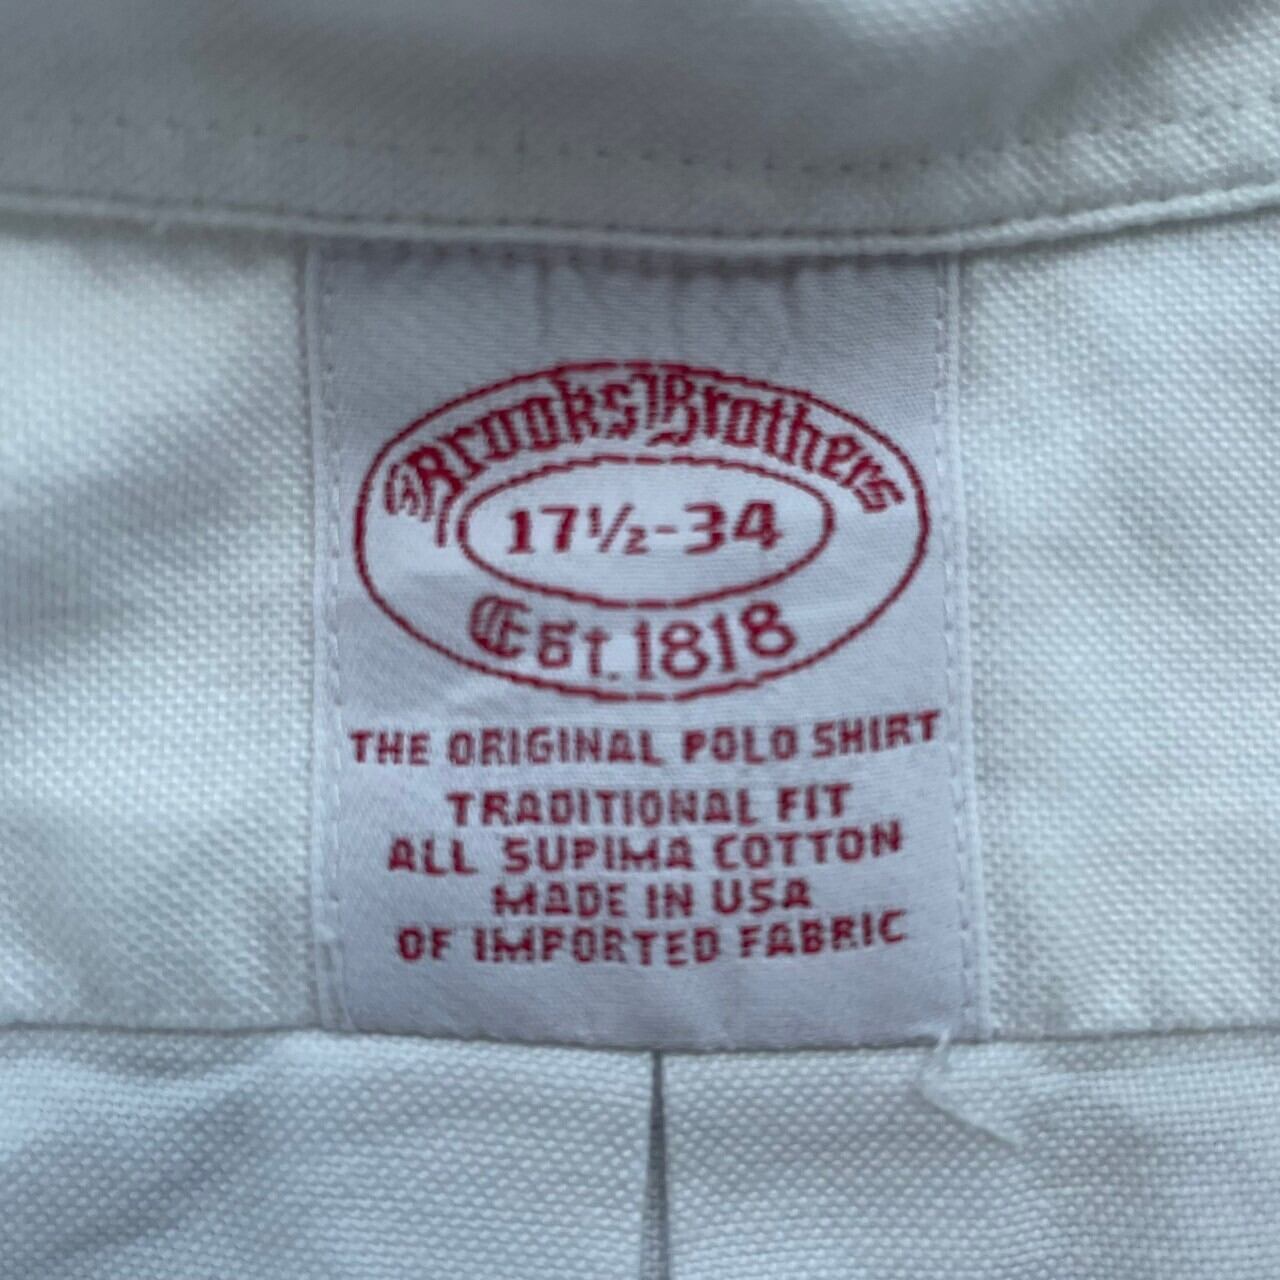 Brooks Brothers
17½-34
Est. 1818
THE ORIGINAL POLO SHIRT
TRADITIONAL FIT
ALL SUPIMA COTTON
MADE IN USA
OF IMPORTED FABRIC